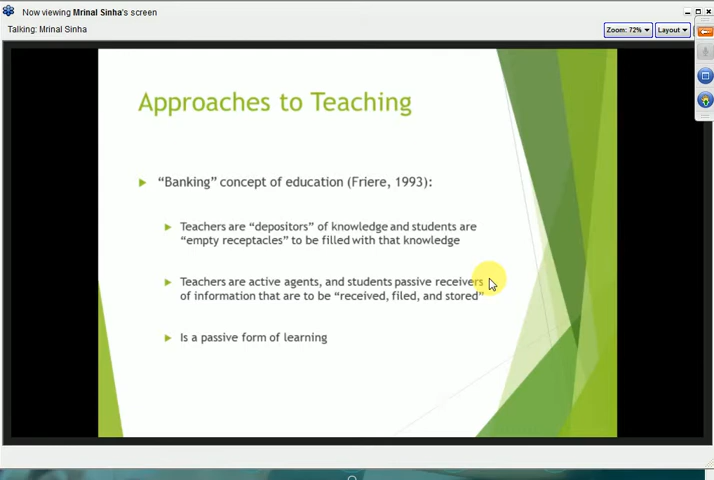 Now viewing Mrinal Sinha's screen
Talking: Mrinal Sinha
Zoom: 72%
Layout
Approaches to Teaching
"Banking" concept of education (Friere, 1993):
Teachers are "depositors" of knowledge and students are
"empty receptacles" to be filled with that knowledge
Teachers are active agents, and students passive receivers
of information that are to be "received, filed, and stored"
Is a passive form of learning